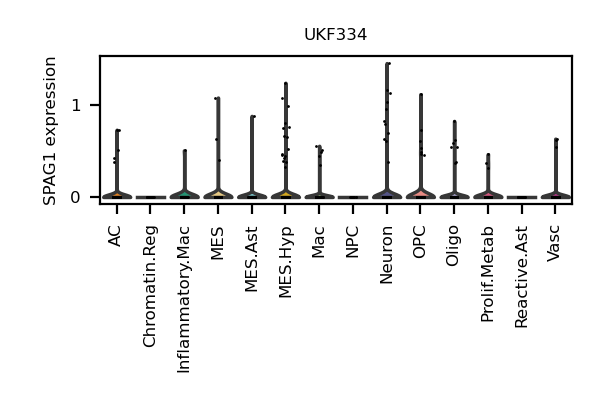 UKF334
SPAG1 expression
1
0
AC
Chromatin.Reg
Inflammatory.Mac
MES
MES.Ast
MES.Hyp
Mac
NPC
Neuron
OPC
Oligo
Prolif.Metab
Reactive.Ast
Vasc